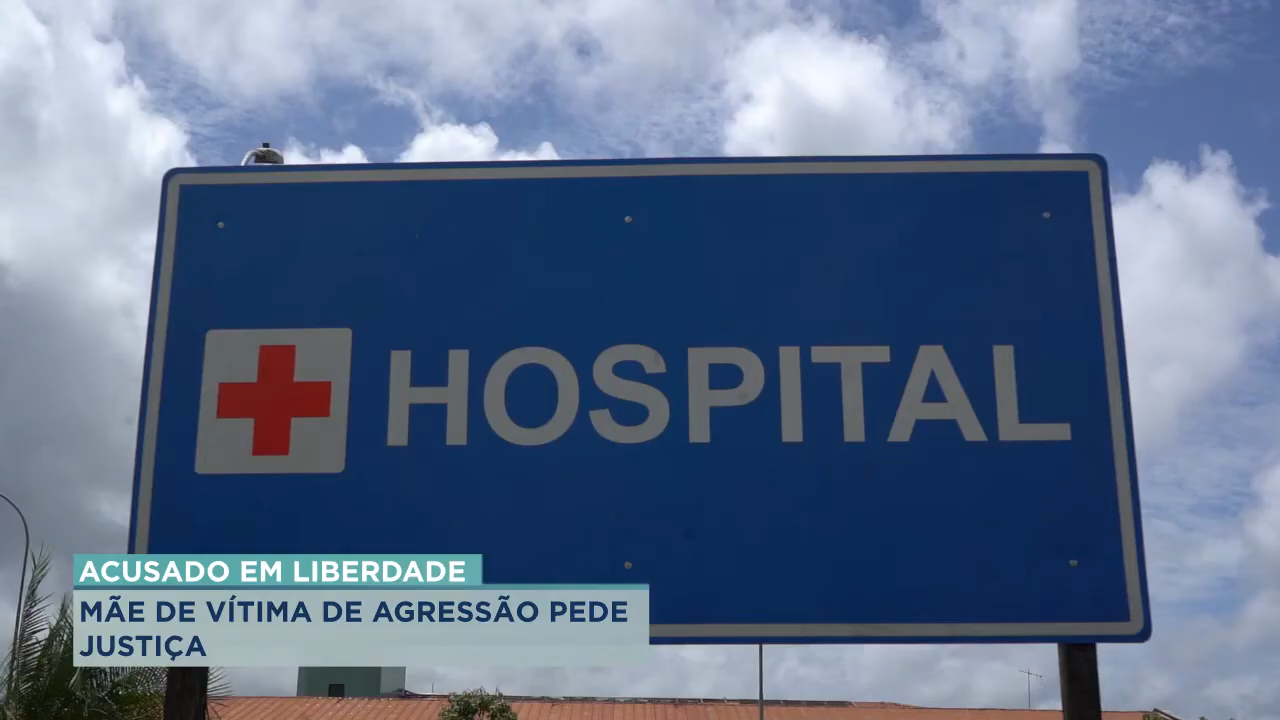 HOSPITAL
ACUSADO EM LIBERDADE
MÃE DE VÍTIMA DE AGRESSÃO PEDE
JUSTIÇA